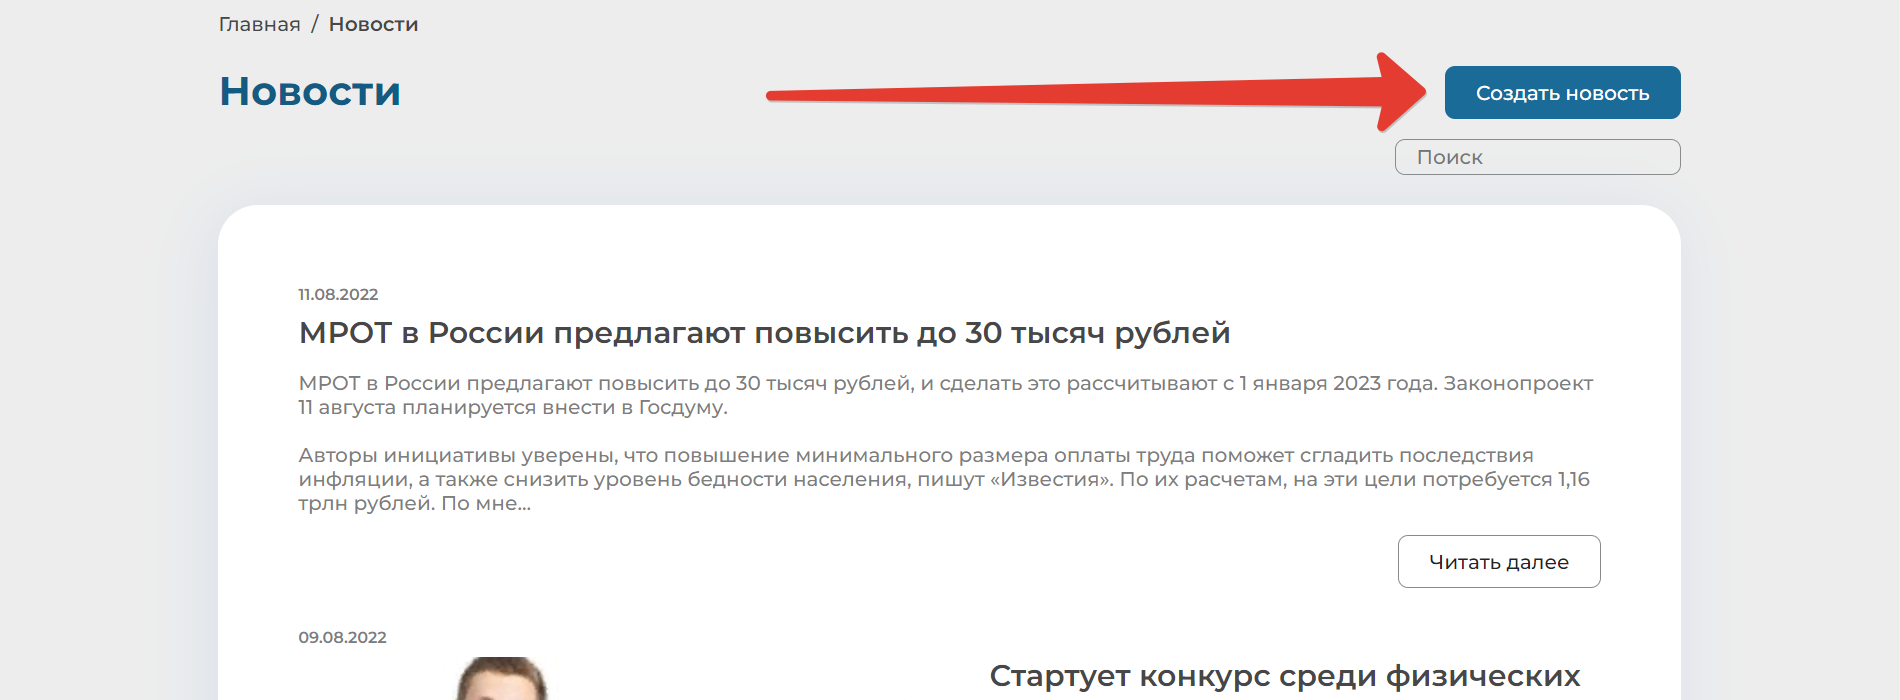 Главная / Новости
Новости
Создать новость
Поиск
11.08.2022
МРОТ в России предлагают повысить до 30 тысяч рублей
МРОТ в России предлагают повысить до 30 тысяч рублей, и сделать это рассчитывают с 1 января 2023 года. Законопроект
11 августа планируется внести в Госдуму.
Авторы инициативы уверены, что повышение минимального размера оплаты труда поможет сгладить последствия
инфляции, а также снизить уровень бедности населения, пишут «Известия». По их расчетам, на эти цели потребуется 1,16
трлн рублей. По мне...
Читать далее
09.08.2022
Стартует конкурс среди физических